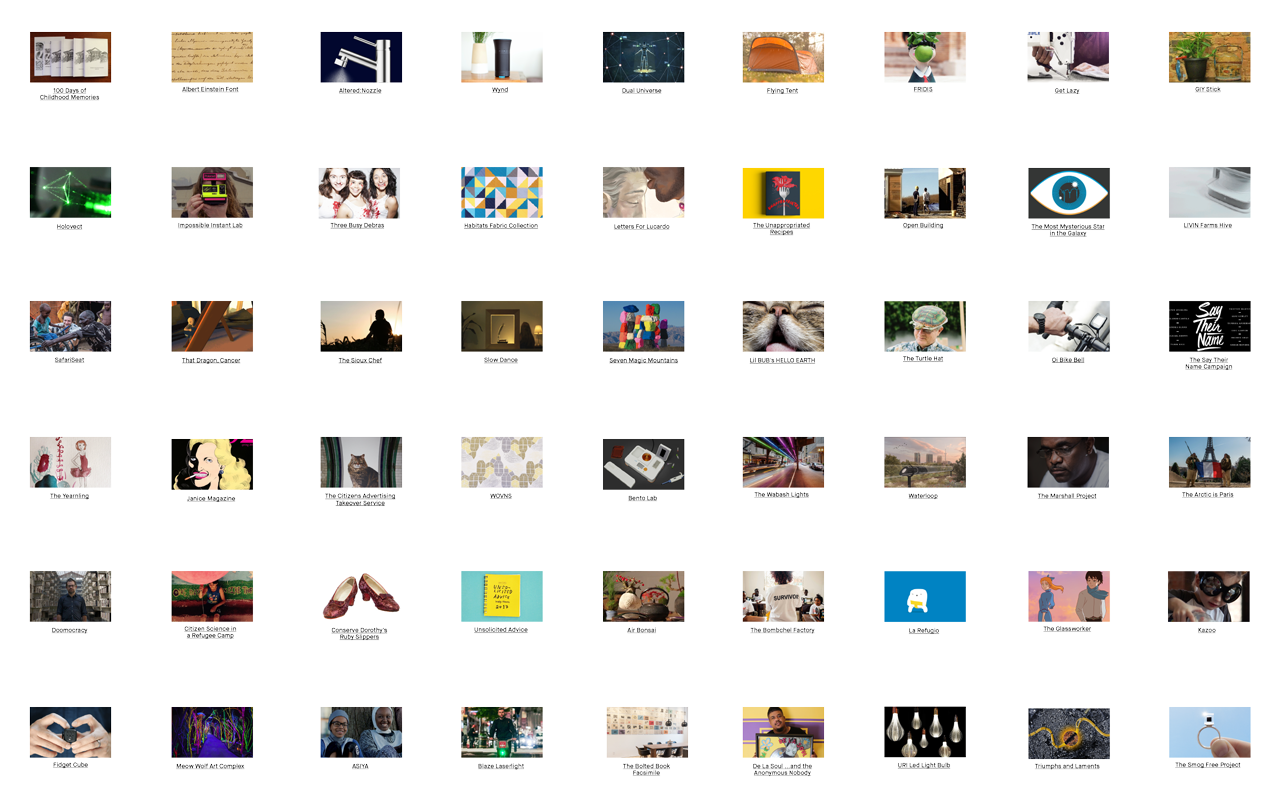 100 Days of
Childhood Memories
Albert Einstein Font
Altered:Nozzle
Wynd
Dual Universe
Flying Tent
FRIDIS
Get Lazy
GIY Stick
Holovect
Impossible Instant Lab
Three Busy Debras
Habitats Fabric Collection
Letters For Lucardo
The Unappropriated
Recipes
Open Building
The Most Mysterious Star
in the Galaxy
LIVIN Farms Hive
SafariSeat
That Dragon, Cancer
The Sioux Chef
Slow Dance
Seven Magic Mountains
Lil BUB's HELLO EARTH
The Turtle Hat
Oi Bike Bell
Say
Their
Name
The Say Their
Name Campaign
The Yearnling
Janice Magazine
The Citizens Advertising
Takeover Service
WOVNS
Bento Lab
The Wabash Lights
Waterloop
The Marshall Project
The Arctic is Paris
Doomocracy
Citizen Science in
a Refugee Camp
Conserve Dorothy's
Ruby Slippers
Unsolicited Advice
Air Bonsai
SURVIVOR
The Bombchel Factory
La Refugio
The Glassworker
Kazoo
Fidget Cube
Meow Wolf Art Complex
ASIYA
Blaze Laserlight
The Bolted Book
Facsimile
De La Soul ...and the
Anonymous Nobody
URI Led Light Bulb
Triumphs and Laments
The Smog Free Project